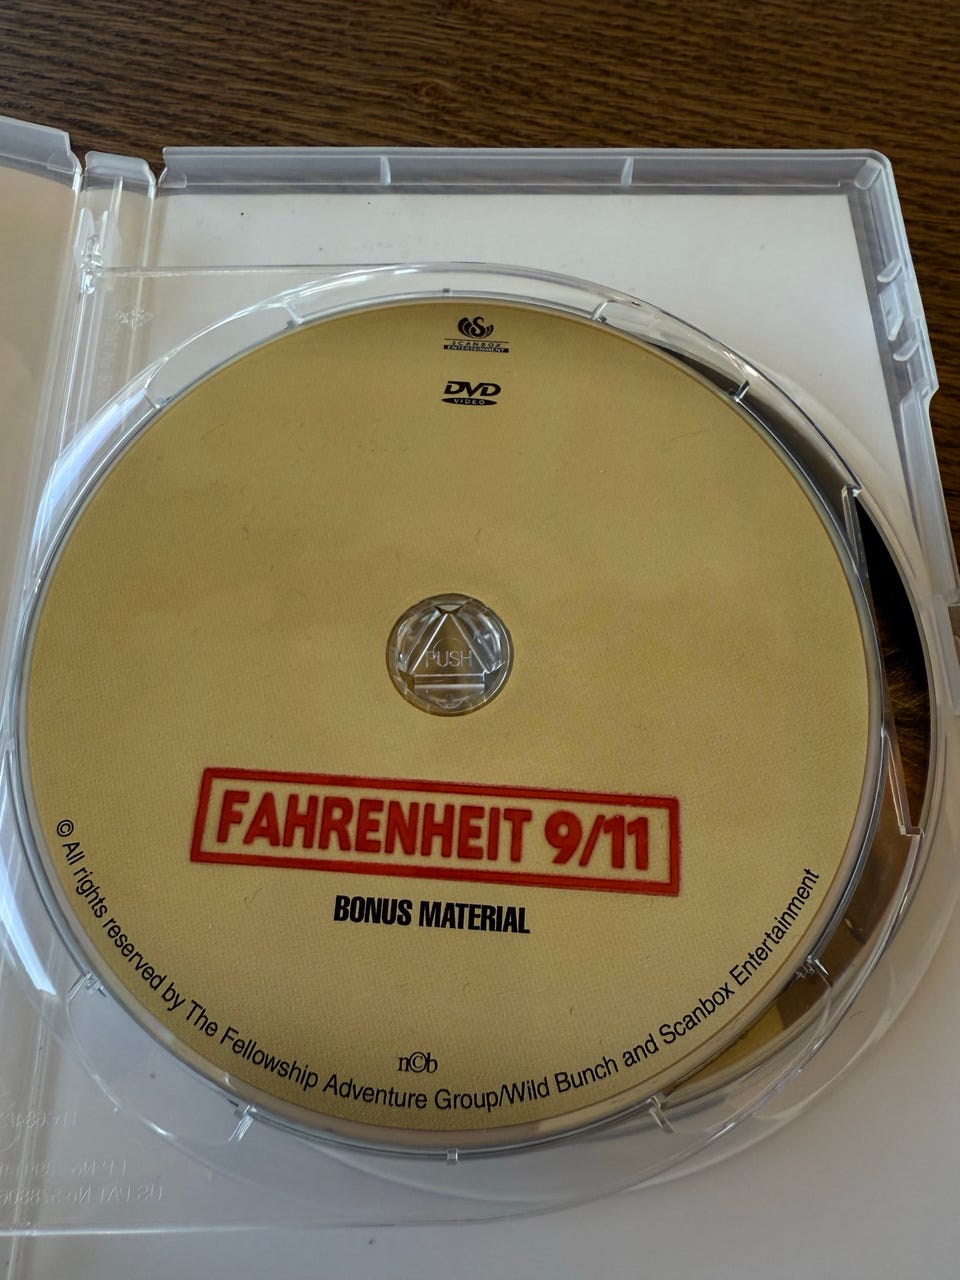 SCANBOX
ENTERTAINMENT
DVD
VIDEO
PUSH
FAHRENHEIT 9/11
BONUS MATERIAL
n©b
© All rights reserved by The Fellowship Adventure Group/Wild Bunch and Scanbox Entertainment